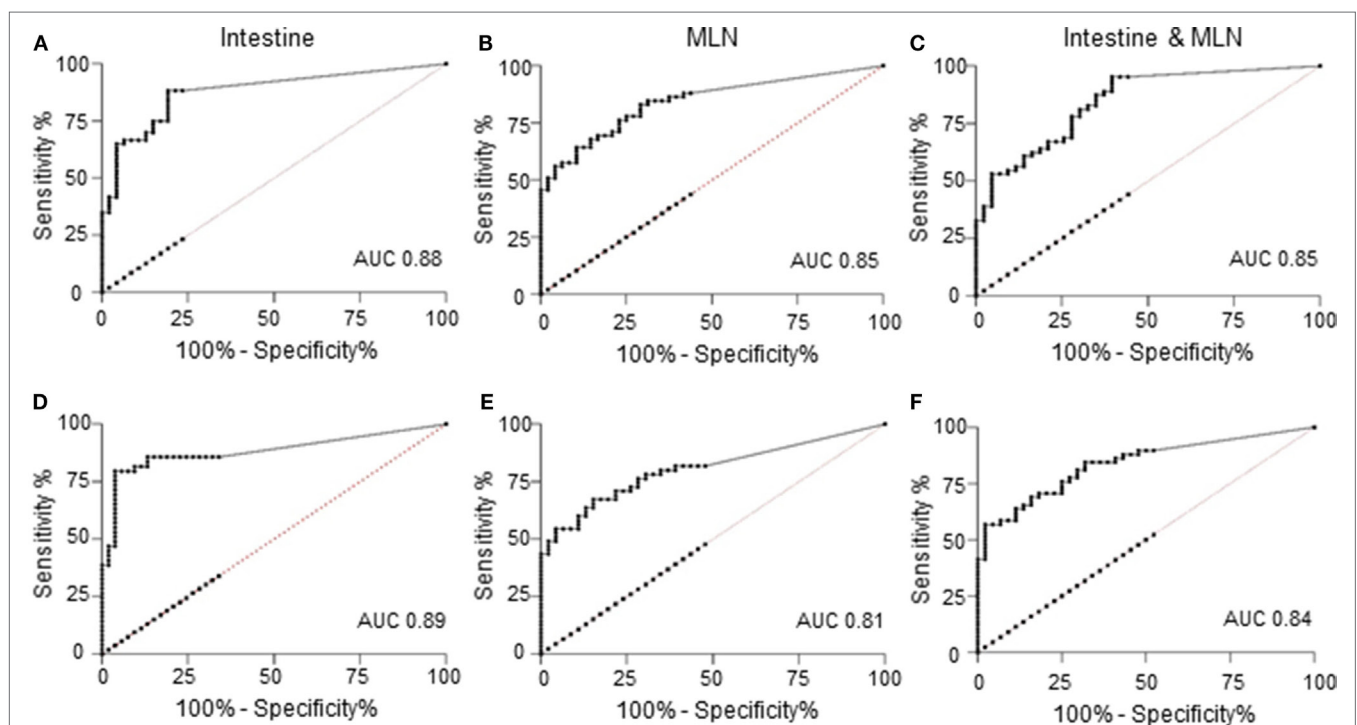 A Intestine
B MLN
C Intestine & MLN
100
75
50
25
0
Sensitivity %
AUC 0.88
0 25 50 75 100
100% - Specificity%
100
75
50
25
0
Sensitivity %
AUC 0.85
0 25 50 75 100
100% - Specificity%
100
75
50
25
0
Sensitivity %
AUC 0.85
0 25 50 75 100
100% - Specificity%
D
100
75
50
25
0
Sensitivity %
AUC 0.89
0 25 50 75 100
100% - Specificity%
E
100
75
50
25
0
Sensitivity %
AUC 0.81
0 25 50 75 100
100% - Specificity%
F
100
75
50
25
0
Sensitivity %
AUC 0.84
0 25 50 75 100
100% - Specificity%